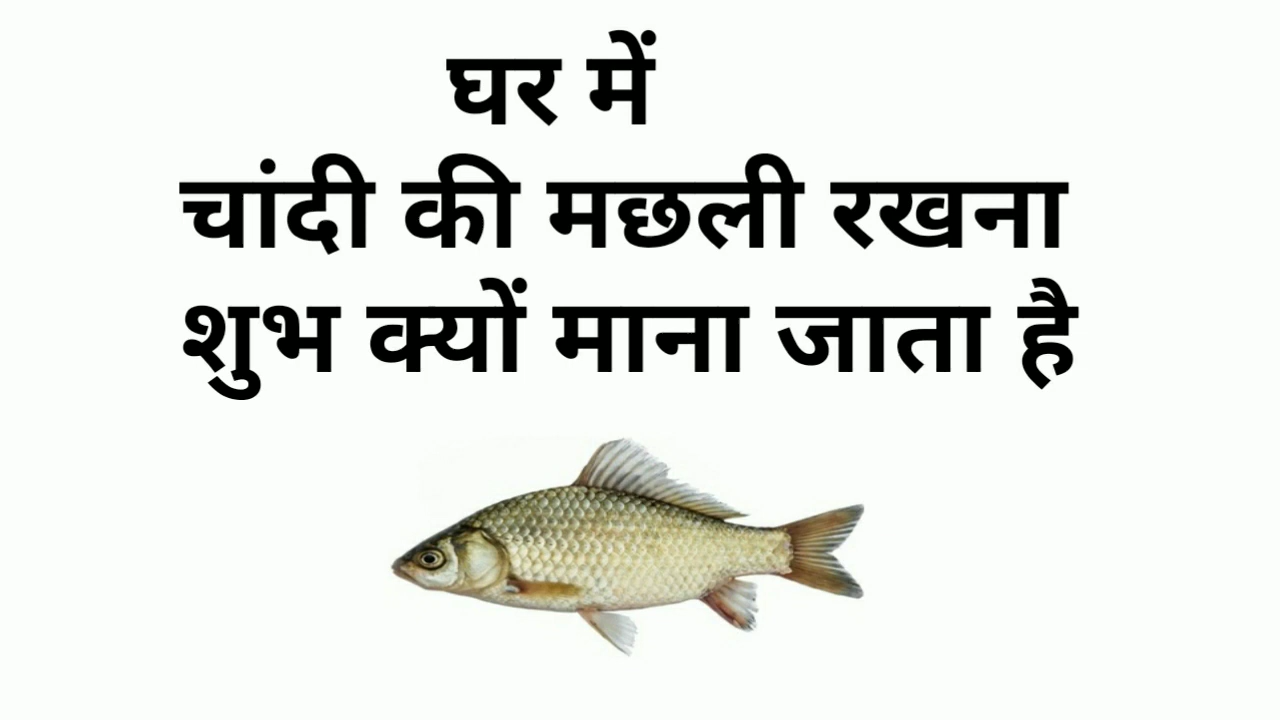 घर में
चांदी की मछली रखना
शुभ क्यों माना जाता है